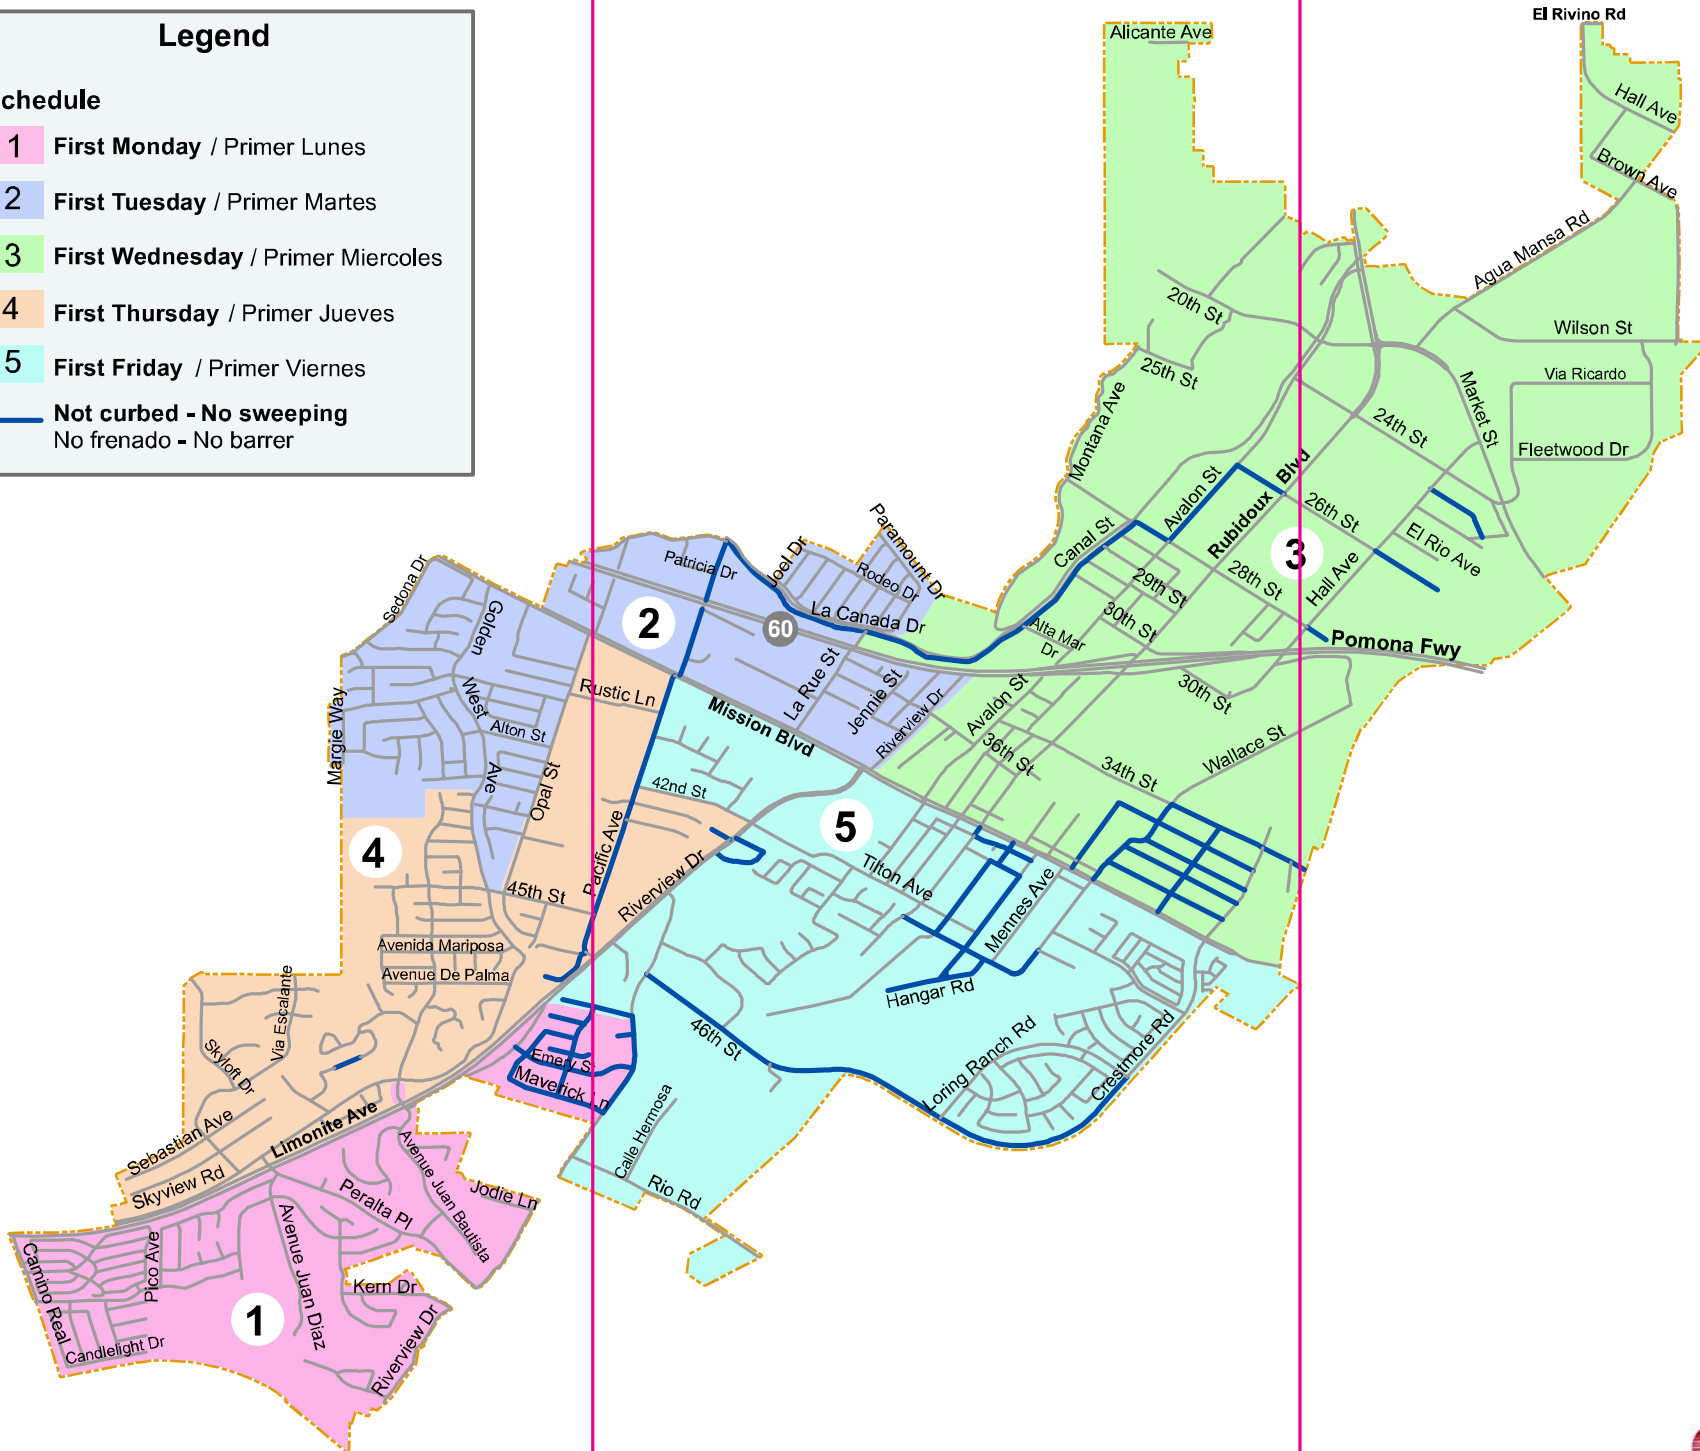 Legend
chedule
1 First Monday / Primer Lunes
2 First Tuesday / Primer Martes
3 First Wednesday / Primer Miercoles
4 First Thursday / Primer Jueves
5 First Friday / Primer Viernes
Not curbed - No sweeping
No frenado - No barrer
El Rivino Rd
Alicante Ave
Hall Ave
Brown Ave
Agua Mansa Rd
20th St
Wilson St
25th St
Via Ricardo
Market St
Montana Ave
24th St
Fleetwood Dr
Avalon St
Rubidoux Blvd
26th St
Canal St
El Rio Ave
3
Hall Ave
28th St
29th St
30th St
Alta Mar
Dr
Pomona Fwy
30th St
Paramount Dr
Joel Dr
Rodeo Dr
Patricia Dr
La Canada Dr
60
2
Sedona Dr
Golden
West
Ave
Margie Way
Alton St
Opal St
Rustic Ln
La Rue St
Jennie St
Riverview Dr
Mission Blvd
Avalon St
36th St
34th St
Wallace St
42nd St
5
4
Pacific Ave
Tilton Ave
45th St
Riverview Dr
Mennes Ave
Avenida Mariposa
Avenue De Palma
Hangar Rd
Via Escalante
46th St
Skyloft Dr
Emery St
Maverick Ln
Loring Ranch Rd
Crestmore Rd
Calle Hermosa
Limonite Ave
Sebastian Ave
Skyview Rd
Avenue Juan Bautista
Jodie Ln
Rio Rd
Peralta Pl
Avenue Juan Diaz
Camino Real
Pico Ave
Kern Dr
1
Candlelight Dr
Riverview Dr